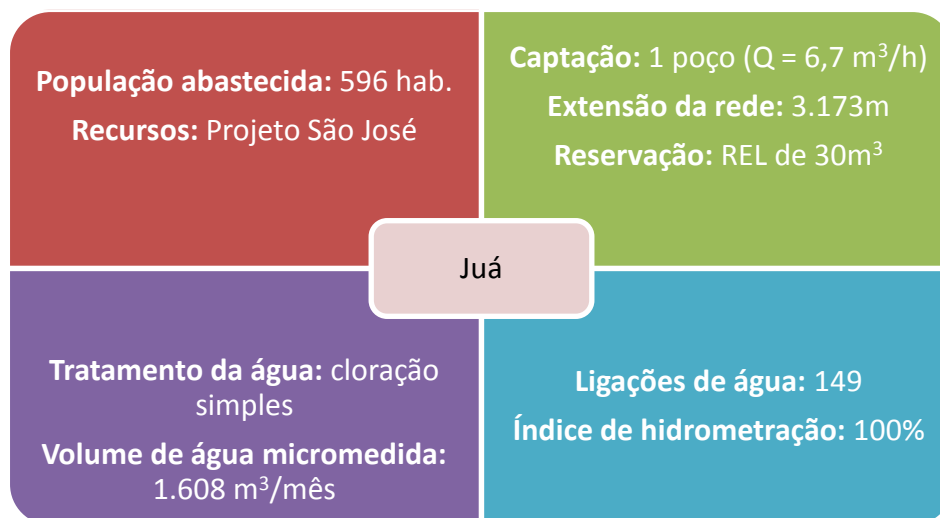 População abastecida: 596 hab.
Recursos: Projeto São José
Captação: 1 poço (Q = 6,7 m³/h)
Extensão da rede: 3.173m
Reservação: REL de 30m³
Juá
Tratamento da água: cloração
simples
Volume de água micromedida:
1.608 m³/mês
Ligações de água: 149
Índice de hidrometração: 100%